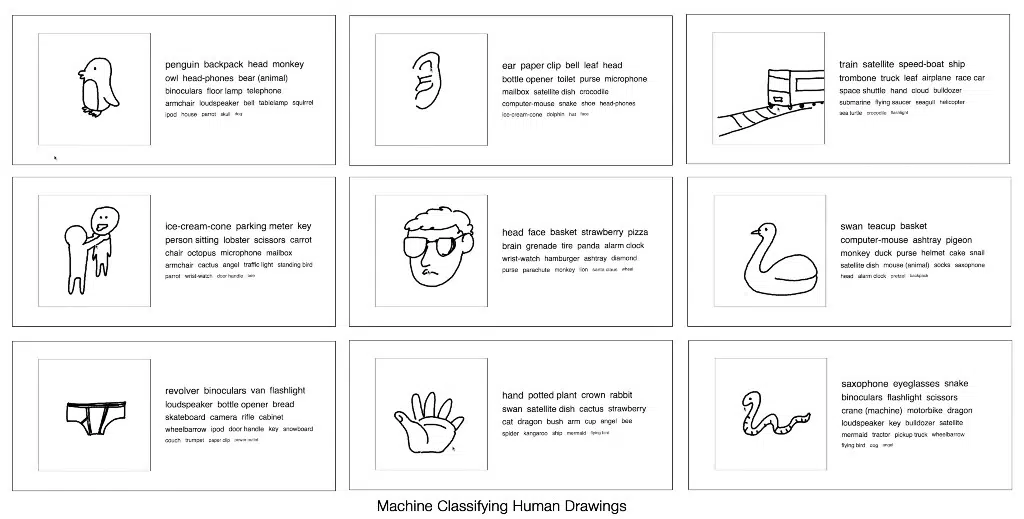 penguin backpack head monkey
owl head-phones bear (animal)
binoculars floor lamp telephone
armchair loudspeaker bell tablelamp squirrel
ipod house parrot skull dog
ear paper clip bell leaf head
bottle opener toilet purse microphone
mailbox satellite dish crocodile
computer-mouse snake shoe head-phones
ice-cream-cone dolphin hat face
train satellite speed-boat ship
trombone truck leaf airplane race car
space shuttle hand cloud bulldozer
submarine flying saucer seagull helicopter
sea turtle crocodile flashlight
ice-cream-cone parking meter key
person sitting lobster scissors carrot
chair octopus microphone mailbox
armchair cactus angel traffic light standing bird
parrot wrist-watch door handle
head face basket strawberry pizza
brain grenade tire panda alarm clock
wrist-watch hamburger ashtray diamond
purse parachute monkey lion santa claus wheel
swan teacup basket
computer-mouse ashtray pigeon
monkey duck purse helmet cake snail
satellite dish mouse (animal) socks saxophone
head alarm clock pretzel backpack
revolver binoculars van flashlight
loudspeaker bottle opener bread
skateboard camera rifle cabinet
wheelbarrow ipod door handle key snowboard
couch trumpet paper clip power outlet
hand potted plant crown rabbit
swan satellite dish cactus strawberry
cat dragon bush arm cup angel bee
spider kangaroo ship mermaid flying bird
saxophone eyeglasses snake
binoculars flashlight scissors
crane (machine) motorbike dragon
loudspeaker key bulldozer satellite
mermaid tractor pickup truck wheelbarrow
flying bird dog angel
Machine Classifying Human Drawings